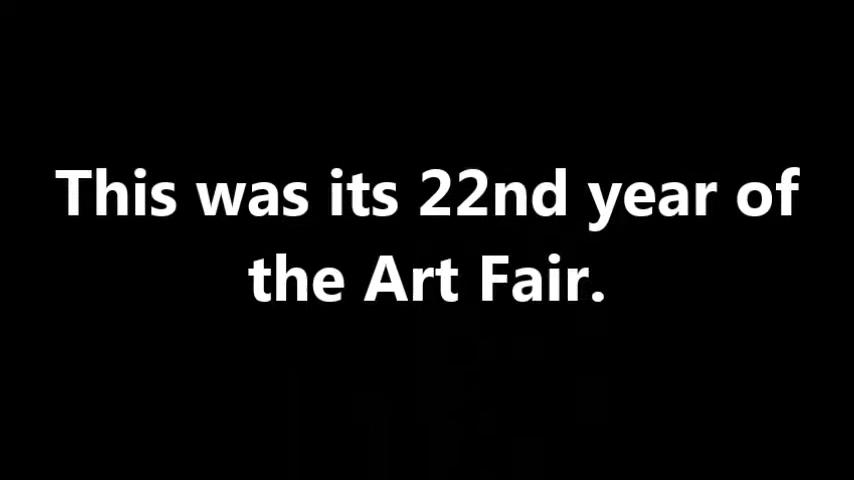 This was its 22nd year of
the Art Fair.